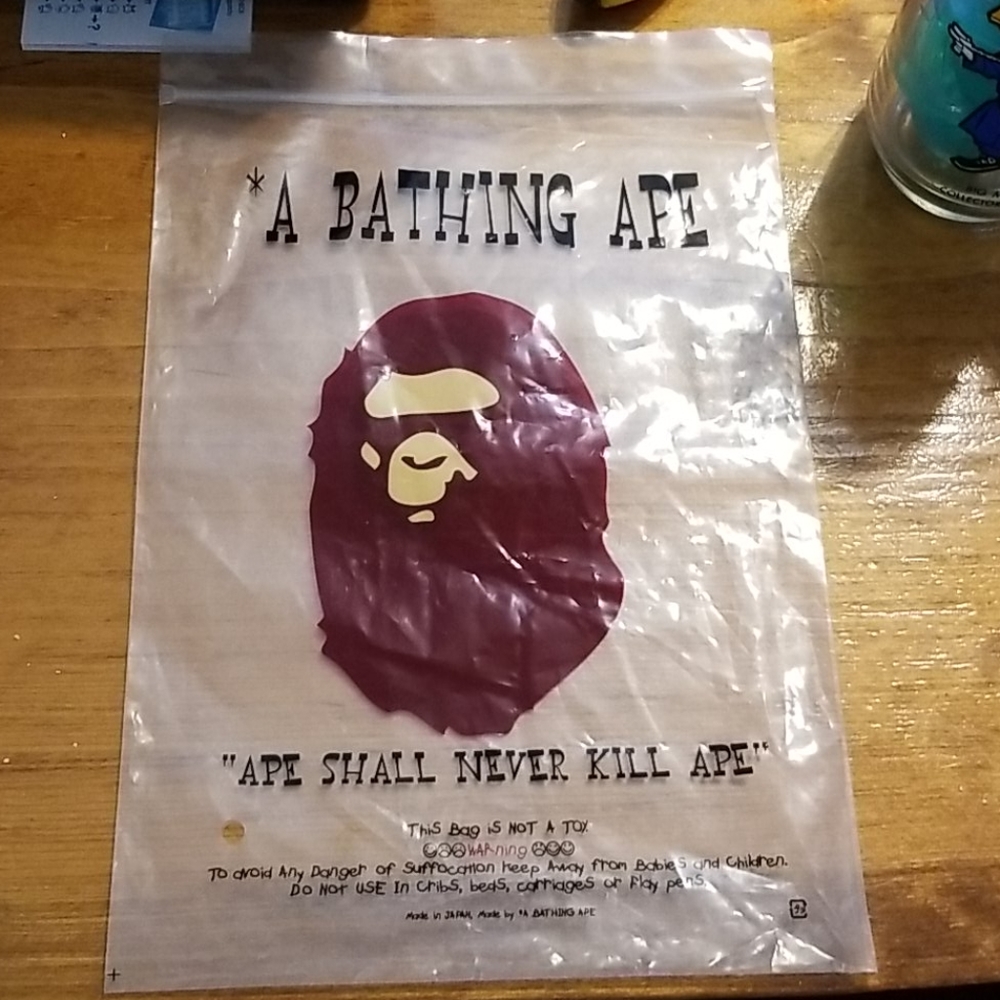 *A BATHING APE
"APE SHALL NEVER KILL APE"
This Bag iS NOT A TOY.
WARning
To avoid Any Danger of Suffocation Keep Away from BabieS and Children.
DO NOT USE In CribS, bedS, carriageS or Play penS.
Made in JAPAN, Made by *A BATHING APE
COLLECTOR